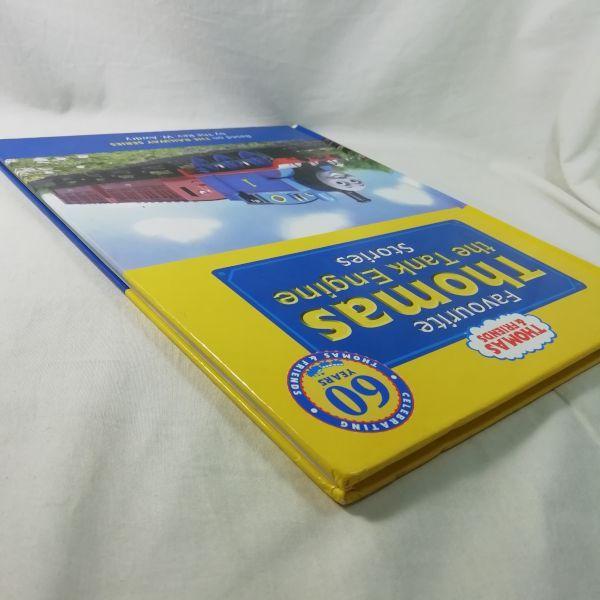 THOMAS
& FRIENDS
Favourite
Thomas
the Tank Engine
Stories
CELEBRATING
60
YEARS
THOMAS & FRIENDS
1
Based on THE RAILWAY SERIES
by the Rev W Awdry